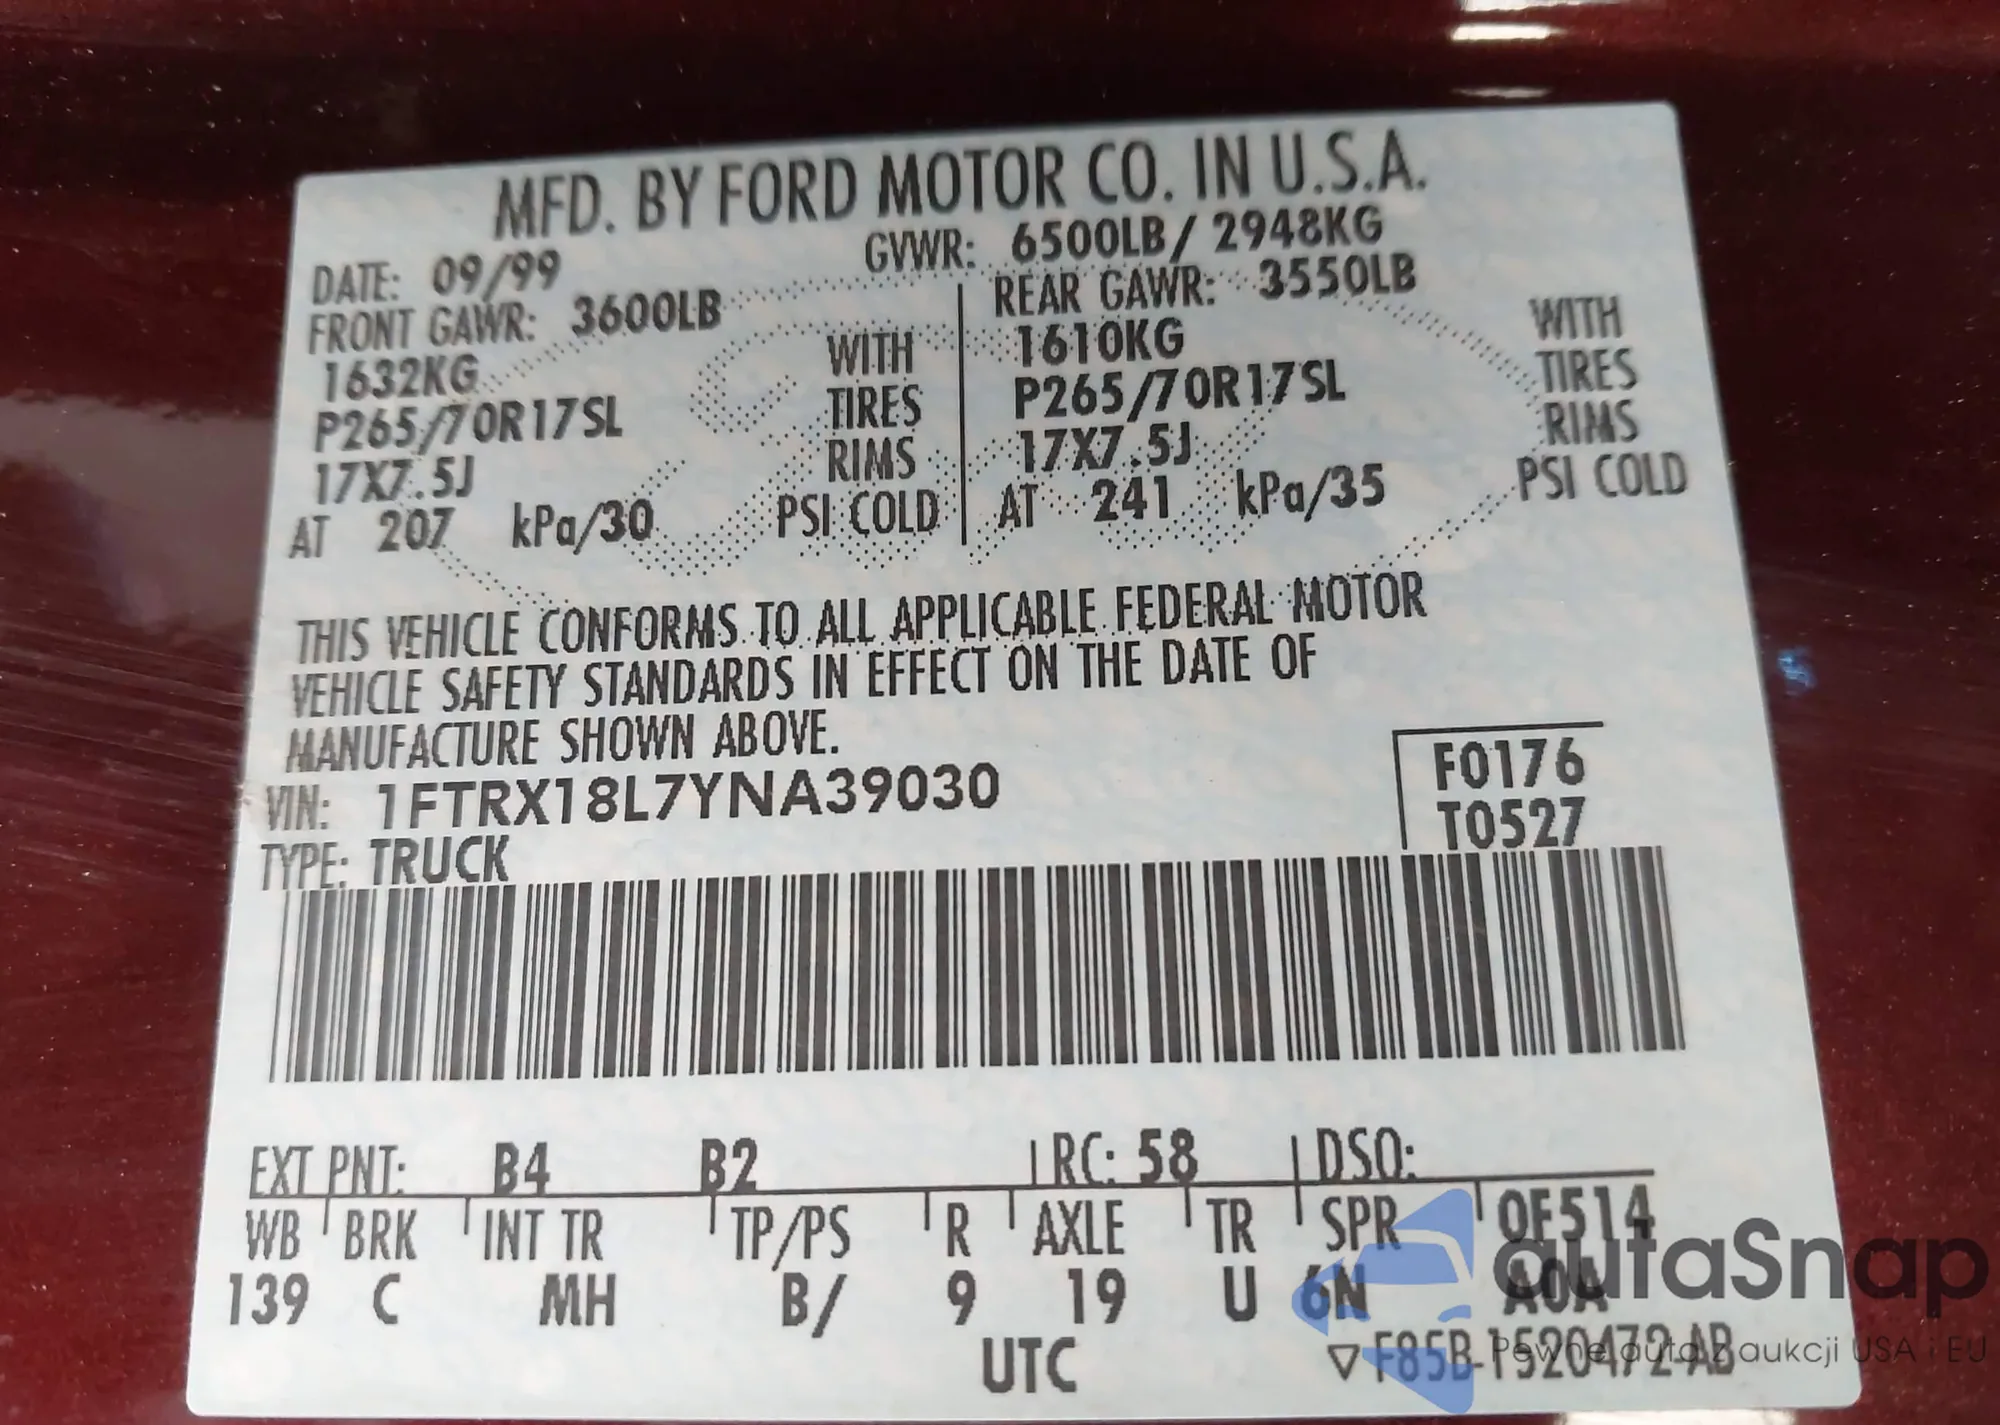 MFD. BY FORD MOTOR CO. IN U.S.A.
DATE: 09/99 GVWR: 6500LB/ 2948KG
FRONT GAWR: 3600LB REAR GAWR: 3550LB
1632KG WITH 1610KG WITH
P265/70R17SL TIRES P265/70R17SL TIRES
17X7.5J RIMS 17X7.5J RIMS
AT 207 kPa/30 PSI COLD AT 241 kPa/35 PSI COLD
THIS VEHICLE CONFORMS TO ALL APPLICABLE FEDERAL MOTOR
VEHICLE SAFETY STANDARDS IN EFFECT ON THE DATE OF
MANUFACTURE SHOWN ABOVE.
VIN: 1FTRX18L7YNA39030 F0176
TYPE: TRUCK T0527
EXT PNT: B4 B2 RC: 58 DSO:
WB BRK INT TR TP/PS R AXLE TR SPR OF514
139 C MH B/ 9 19 U 6N A0A
UTC ▽ F85B-1520472-AB
autaSnap
Pewne auta z aukcji USA i EU